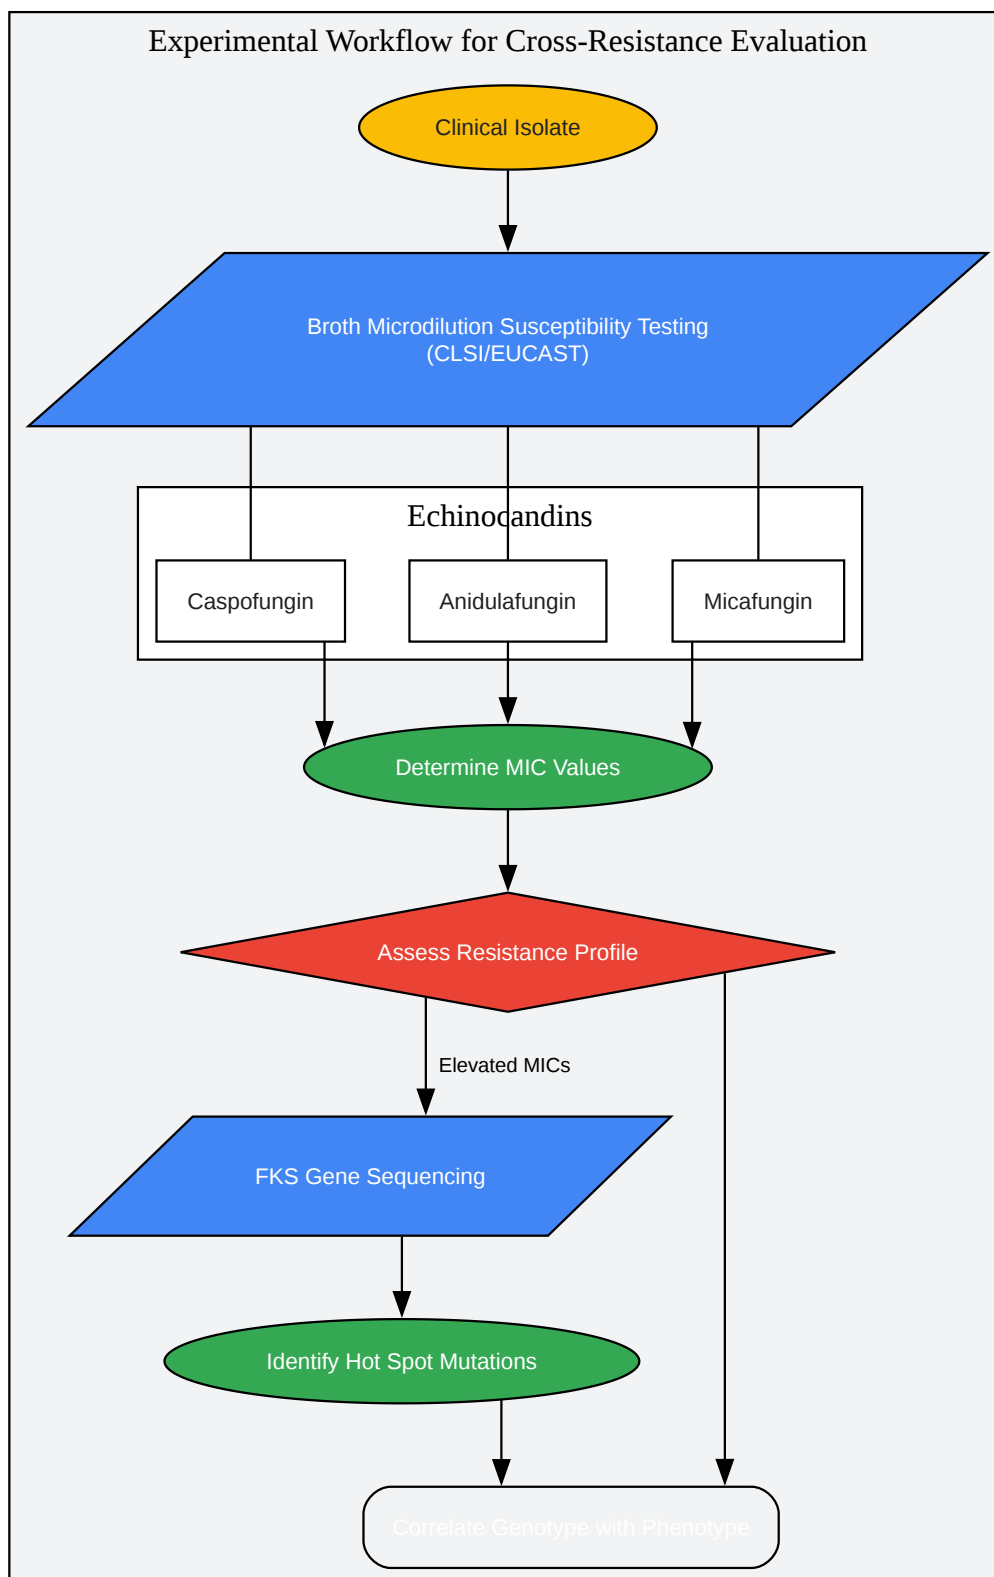 Experimental Workflow for Cross-Resistance Evaluation
Clinical Isolate
Broth Microdilution Susceptibility Testing
(CLSI/EUCAST)
Echinocandins
Caspofungin
Anidulafungin
Micafungin
Determine MIC Values
Assess Resistance Profile
Elevated MICs
FKS Gene Sequencing
Identify Hot Spot Mutations
Correlate Genotype with Phenotype